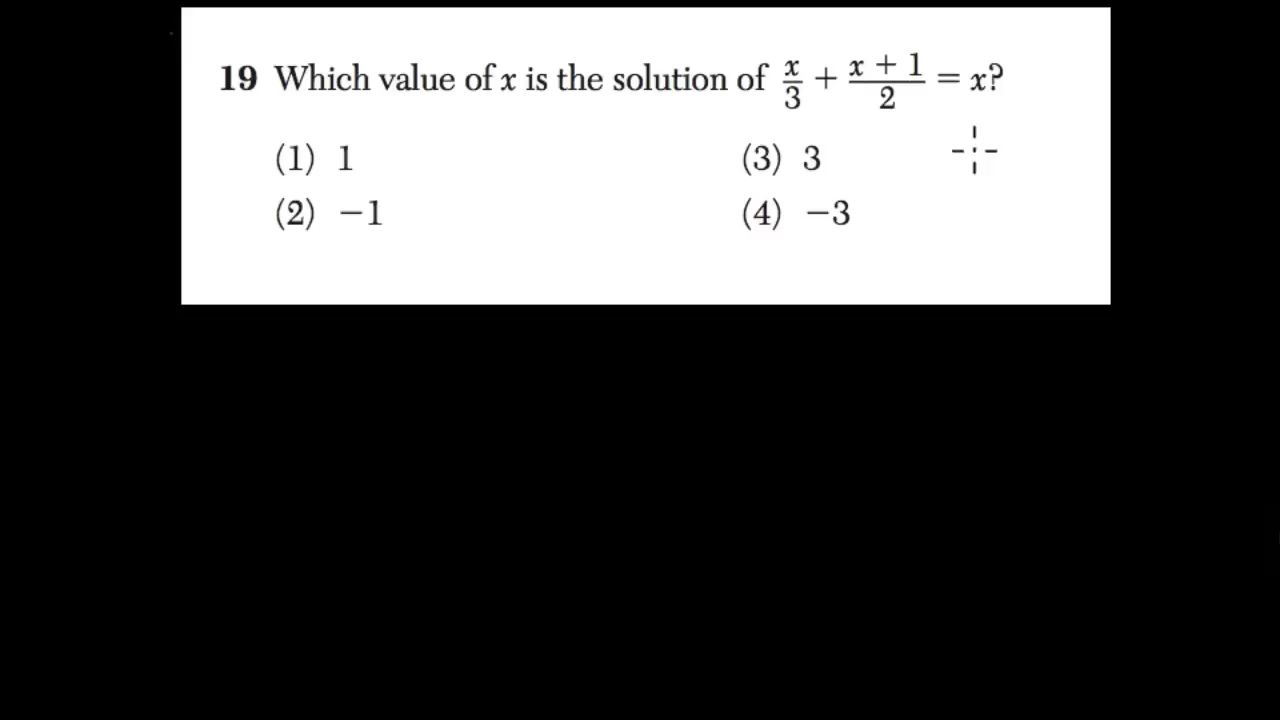 19 Which value of x is the solution of x/3 + (x + 1)/2 = x?
(1) 1 (3) 3
(2) −1 (4) −3